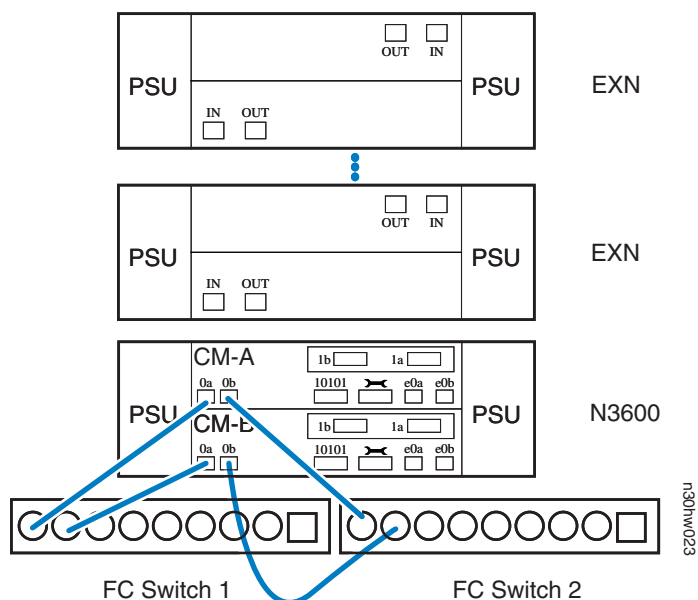 OUT IN
PSU PSU EXN
IN OUT
OUT IN
PSU PSU EXN
IN OUT
CM-A 1b 1a
0a 0b 10101 e0a e0b
PSU CM-B 1b 1a PSU N3600
0a 0b 10101 e0a e0b
FC Switch 1 FC Switch 2
n30hw023